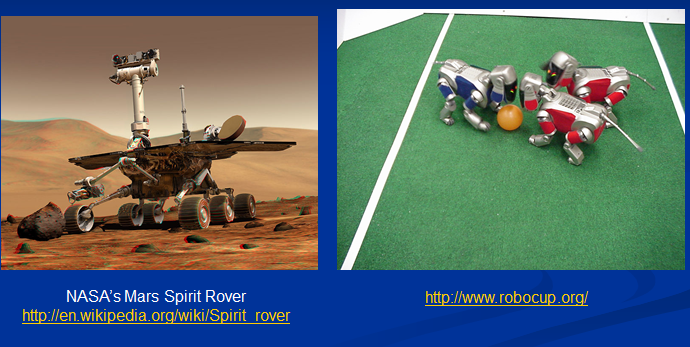 NASA's Mars Spirit Rover
http://en.wikipedia.org/wiki/Spirit_rover
http://www.robocup.org/